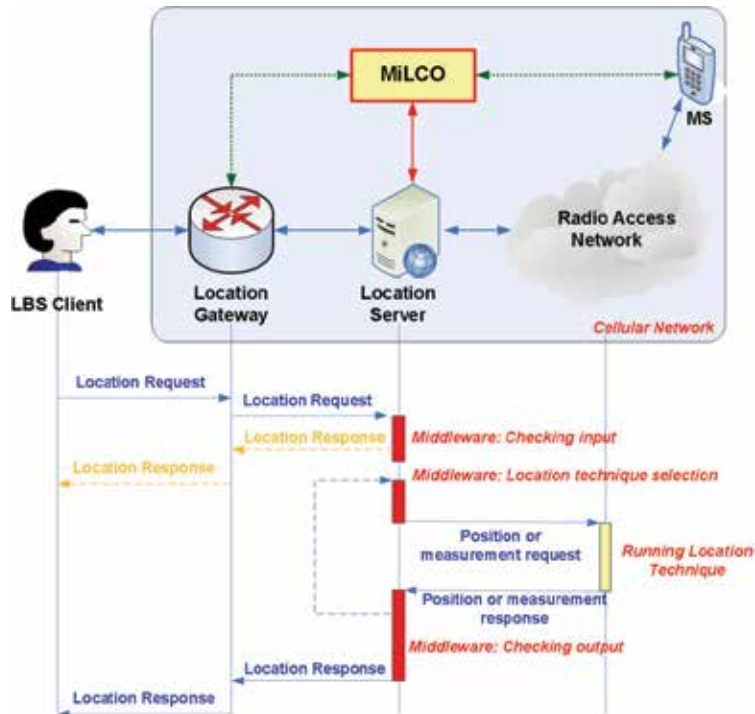 MiLCO
MS
Radio Access
Network
LBS Client
Location
Gateway
Location
Server
Cellular Network
Location Request
Location Request
Location Response
Middleware: Checking input
Location Response
Middleware: Location technique selection
Position or
measurement request
Running Location
Technique
Position or measurement
response
Middleware: Checking output
Location Response
Location Response